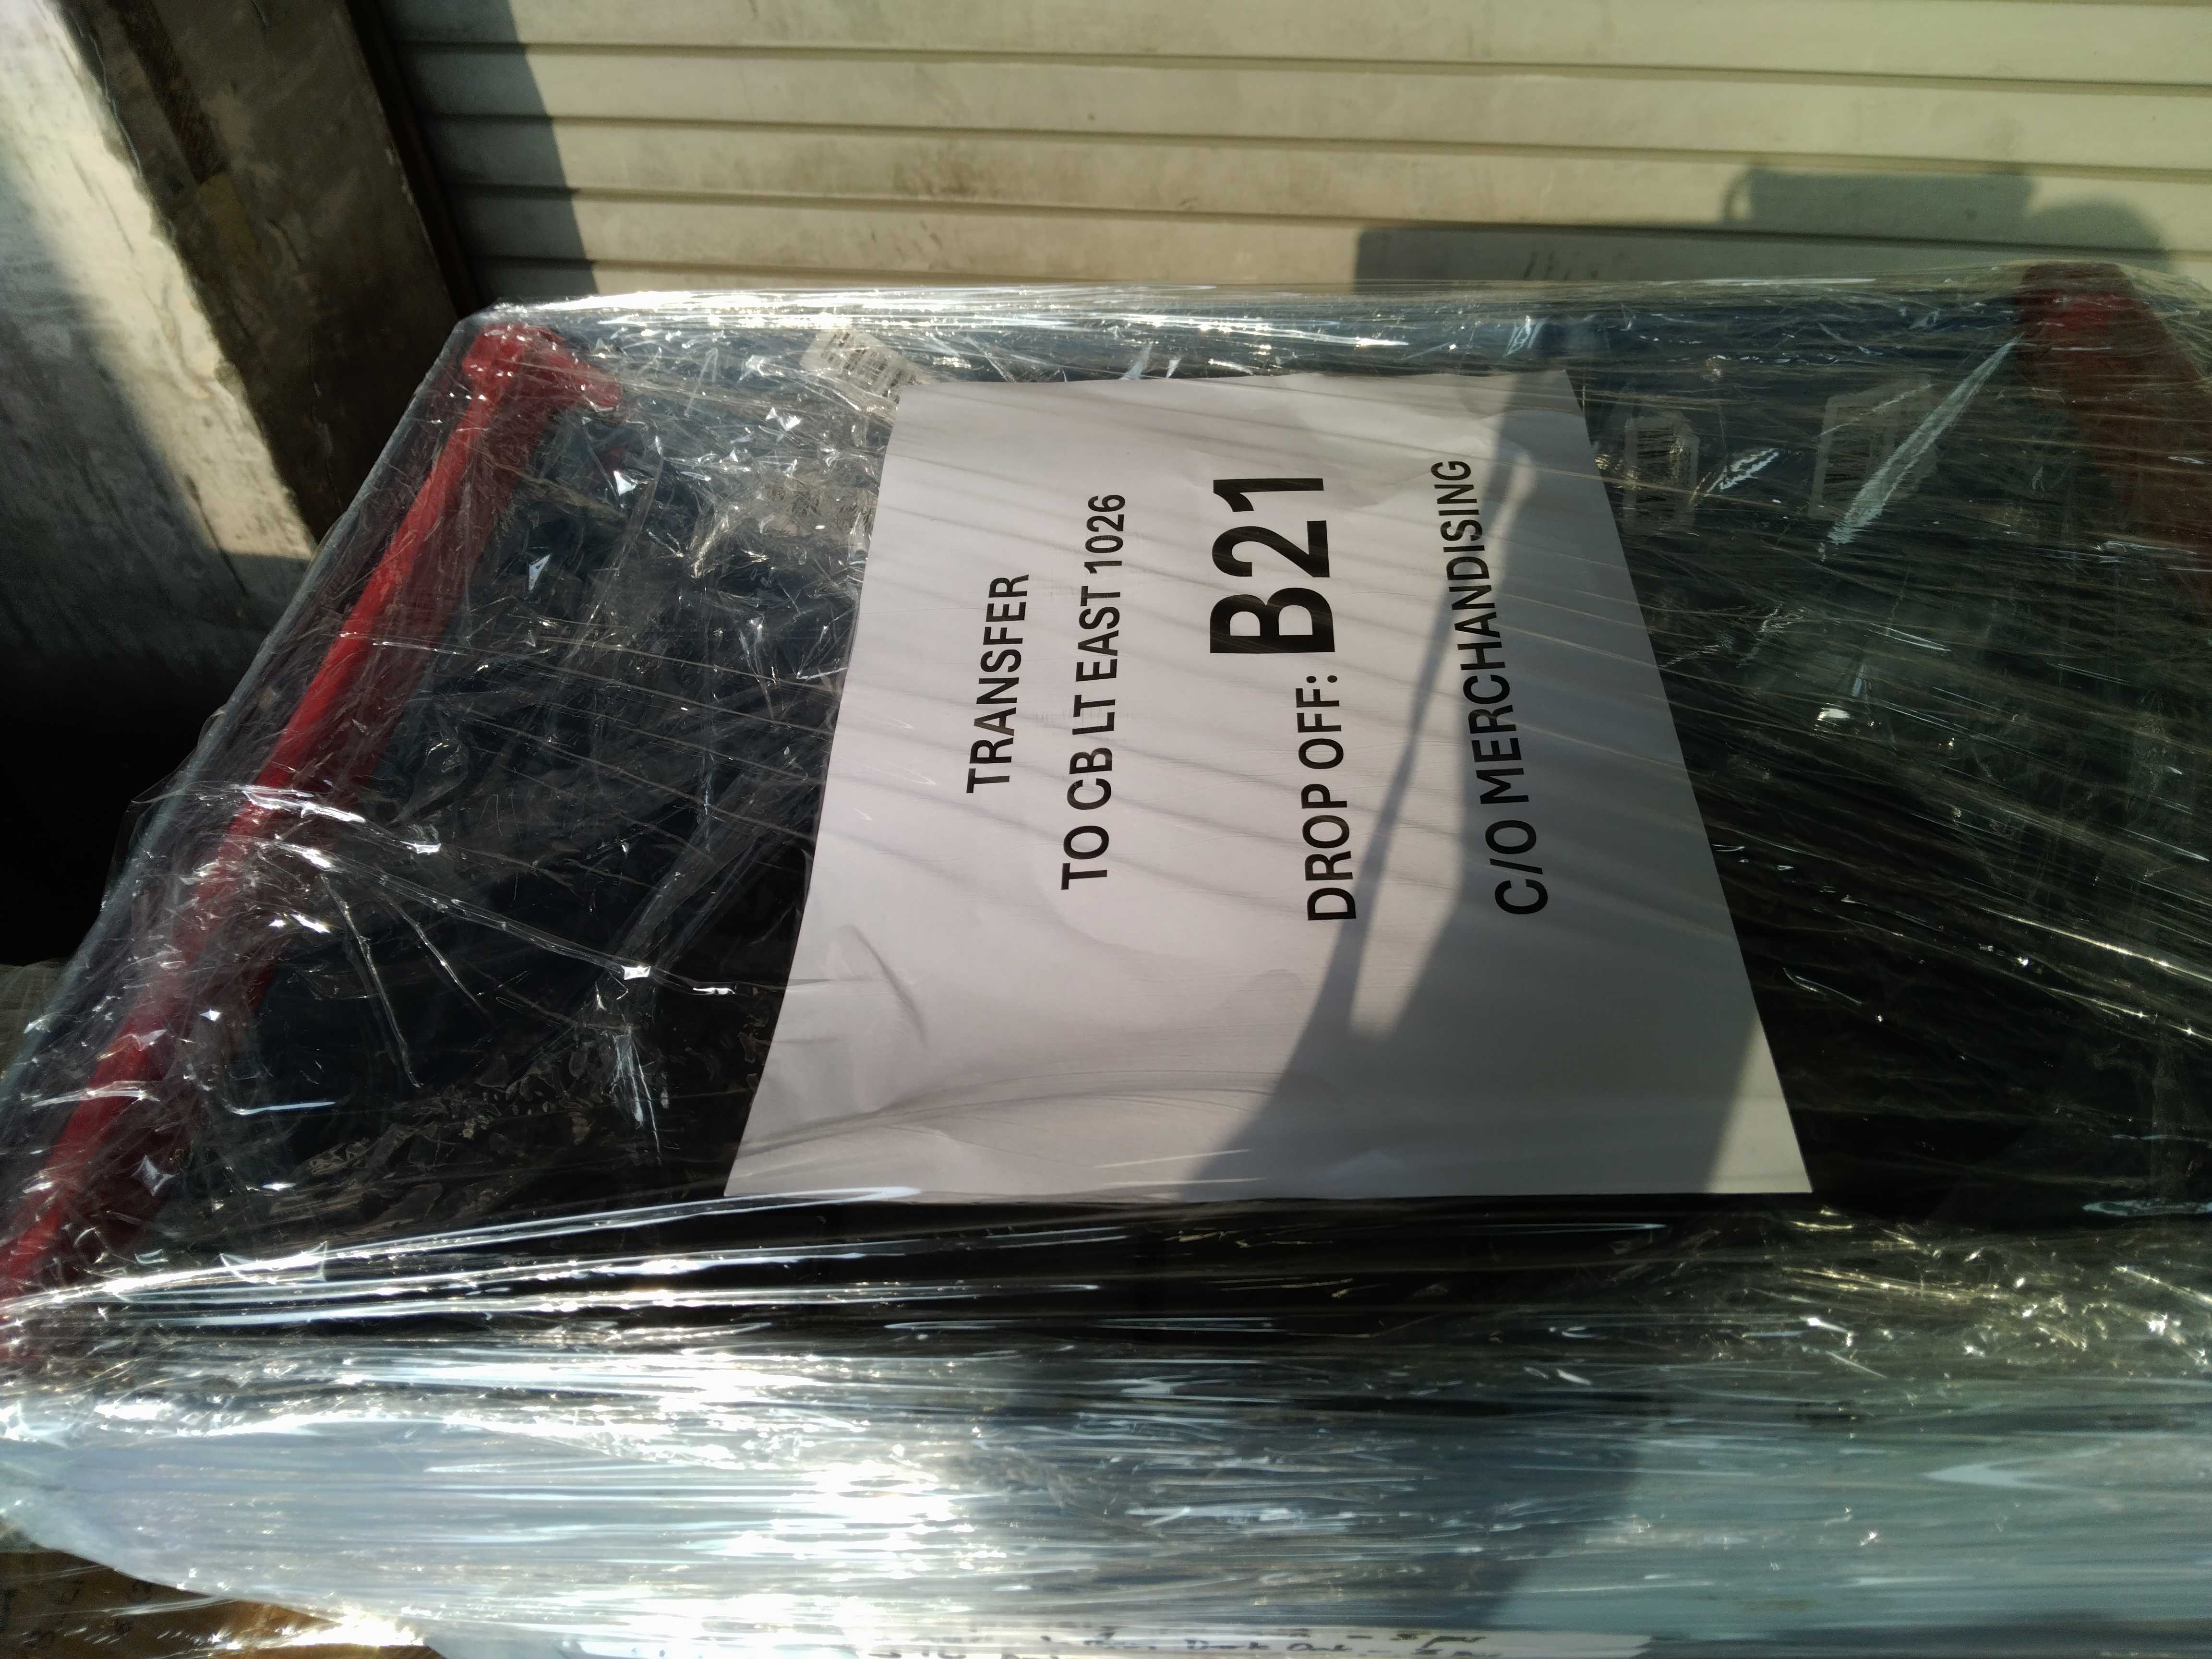 TRANSFER
TO CB LT EAST 1026
DROP OFF: B21
C/O MERCHANDISING